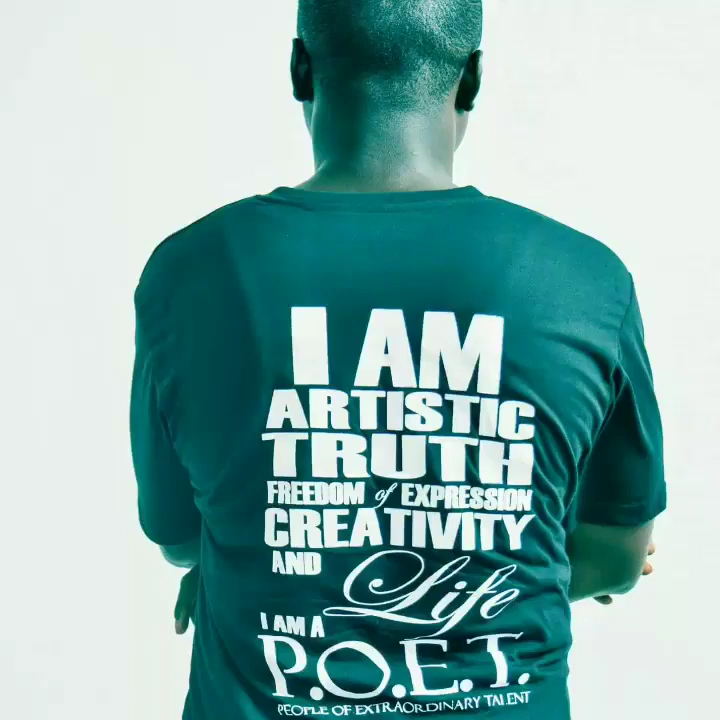 I AM
ARTISTIC
TRUTH
FREEDOM of EXPRESSION
CREATIVITY
AND Life
I AM A
P.O.E.T.
PEOPLE OF EXTRAORDINARY TALENT